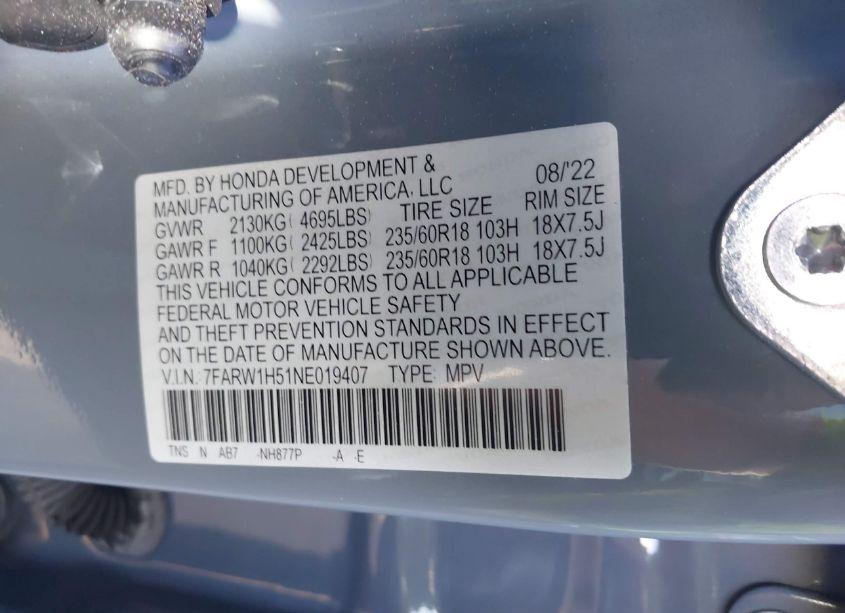 MFD. BY HONDA DEVELOPMENT & 08/'22
MANUFACTURING OF AMERICA, LLC
GVWR 2130KG( 4695LBS) TIRE SIZE RIM SIZE
GAWR F 1100KG( 2425LBS) 235/60R18 103H 18X7.5J
GAWR R 1040KG( 2292LBS) 235/60R18 103H 18X7.5J
THIS VEHICLE CONFORMS TO ALL APPLICABLE
FEDERAL MOTOR VEHICLE SAFETY
AND THEFT PREVENTION STANDARDS IN EFFECT
ON THE DATE OF MANUFACTURE SHOWN ABOVE.
V.I.N.: 7FARW1H51NE019407 TYPE: MPV
TNS N AB7 -NH877P -A -E